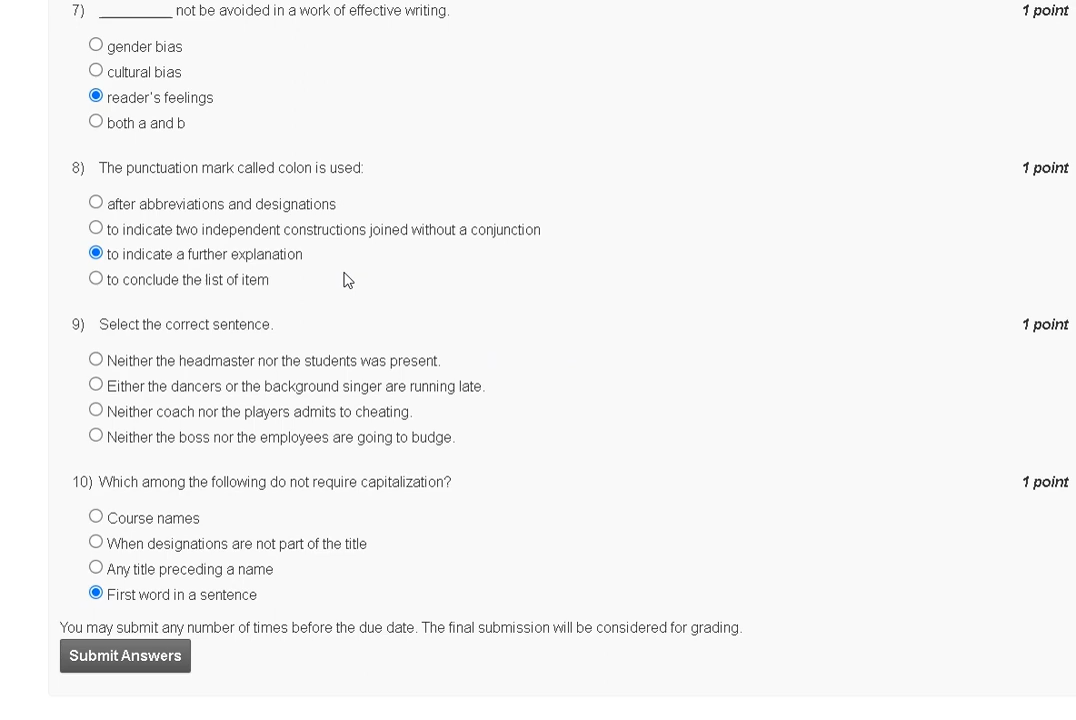 7) _________ not be avoided in a work of effective writing. 1 point
gender bias
cultural bias
reader's feelings
both a and b
8) The punctuation mark called colon is used: 1 point
after abbreviations and designations
to indicate two independent constructions joined without a conjunction
to indicate a further explanation
to conclude the list of item
9) Select the correct sentence. 1 point
Neither the headmaster nor the students was present.
Either the dancers or the background singer are running late.
Neither coach nor the players admits to cheating.
Neither the boss nor the employees are going to budge.
10) Which among the following do not require capitalization? 1 point
Course names
When designations are not part of the title
Any title preceding a name
First word in a sentence
You may submit any number of times before the due date. The final submission will be considered for grading.
Submit Answers